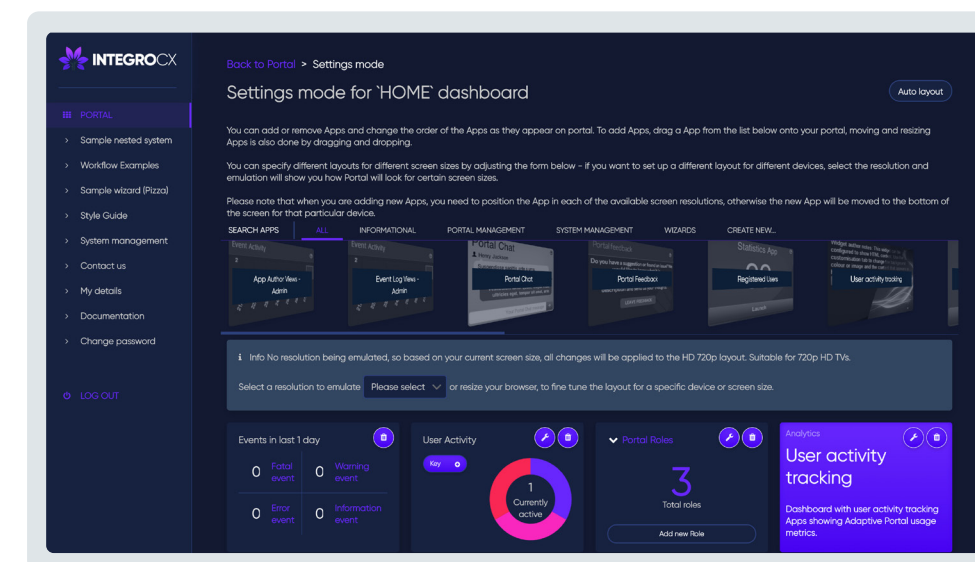 INTEGROCX
PORTAL
Sample nested system
Workflow Examples
Sample wizard (Pizza)
Style Guide
System management
Contact us
My details
Documentation
Change password
LOG OUT
Back to Portal > Settings mode
Settings mode for `HOME` dashboard
Auto layout
You can add or remove Apps and change the order of the Apps as they appear on portal. To add Apps, drag a App from the list below onto your portal, moving and resizing
Apps is also done by dragging and dropping.
You can specify different layouts for different screen sizes by adjusting the form below - if you want to set up a different layout for different devices, select the resolution and
emulation will show you how Portal will look for certain screen sizes.
Please note that when you are adding new Apps, you need to position the App in each of the available screen resolutions, otherwise the new App will be moved to the bottom of
the screen for that particular device.
SEARCH APPS ALL INFORMATIONAL PORTAL MANAGEMENT SYSTEM MANAGEMENT WIZARDS CREATE NEW...
Event Activity
App Author Views -
Admin
Event Activity
Event Log Views -
Admin
Portal Chat
Portal Chat
Portal Feedback
Portal Feedback
Statistics App
Registered Users
Launch
User activity tracking
i Info No resolution being emulated, so based on your current screen size, all changes will be applied to the HD 720p layout. Suitable for 720p HD TVs.
Select a resolution to emulate Please select or resize your browser, to fine tune the layout for a specific device or screen size.
Events in last 1 day
0 Fatal event
0 Warning event
0 Error event
0 Information event
User Activity
Key
1
Currently
active
Portal Roles
3
Total roles
Add new Role
Analytics
User activity
tracking
Dashboard with user activity tracking
Apps showing Adaptive Portal usage
metrics.